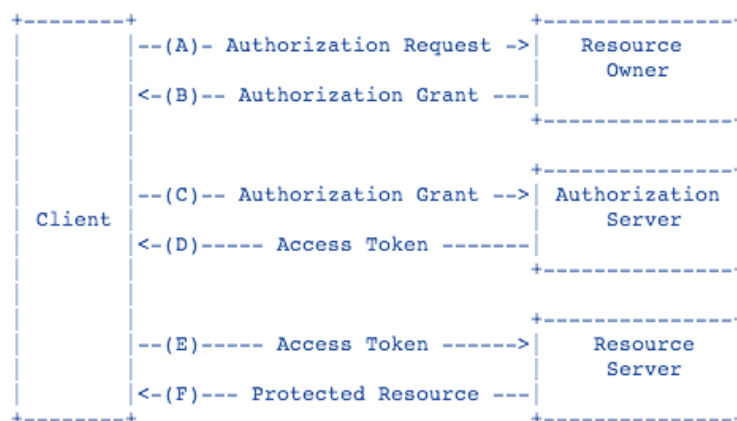 +--------+                               +---------------+
|        |--(A)- Authorization Request ->|   Resource
|        |                               |     Owner
|        |<-(B)-- Authorization Grant ---|
|        |                               +---------------+
|        |
|        |                               +---------------+
|        |--(C)-- Authorization Grant -->| Authorization
| Client |                               |     Server
|        |<-(D)----- Access Token -------|
|        |                               +---------------+
|        |
|        |                               +---------------+
|        |--(E)----- Access Token ------>|    Resource
|        |                               |     Server
|        |<-(F)--- Protected Resource ---|
+--------+                               +---------------+